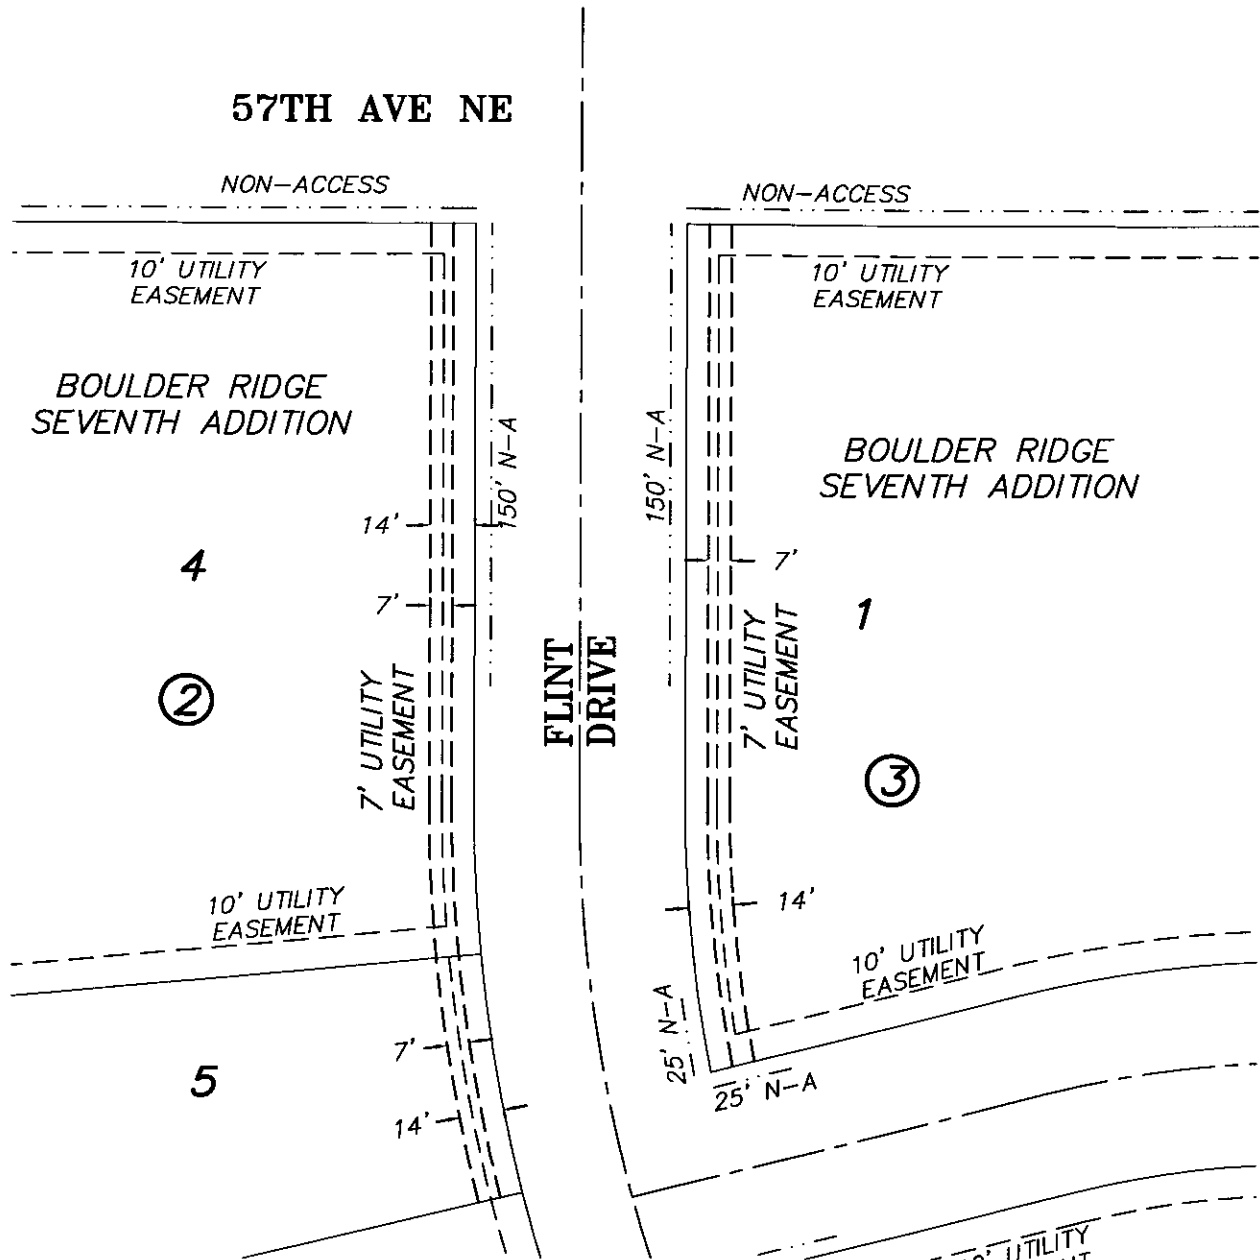 57TH AVE NE
NON-ACCESS
NON-ACCESS
10' UTILITY
EASEMENT
10' UTILITY
EASEMENT
BOULDER RIDGE
SEVENTH ADDITION
BOULDER RIDGE
SEVENTH ADDITION
150' N-A
150' N-A
14'
7'
4
7'
1
7' UTILITY
EASEMENT
FLINT
DRIVE
7' UTILITY
EASEMENT
2
3
10' UTILITY
EASEMENT
14'
10' UTILITY
EASEMENT
25' N-A
7'
5
25' N-A
14'
UTILITY